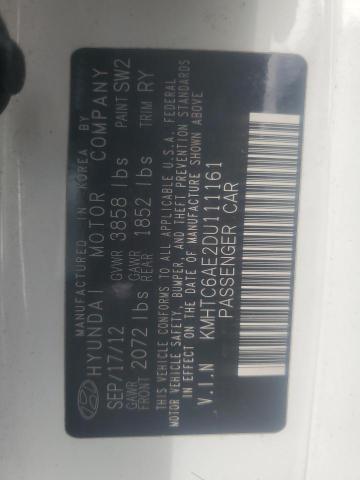 MANUFACTURED IN KOREA BY
HYUNDAI MOTOR COMPANY
SEP/17/12 GVWR 3858 lbs PAINT SW2
GAWR FRONT 2072 lbs GAWR REAR 1852 lbs TRIM RY
THIS VEHICLE CONFORMS TO ALL APPLICABLE U.S.A. FEDERAL
MOTOR VEHICLE SAFETY, BUMPER, AND THEFT PREVENTION STANDARDS
IN EFFECT ON THE DATE OF MANUFACTURE SHOWN ABOVE
V.I.N KMHTC6AE2DU111161
PASSENGER CAR